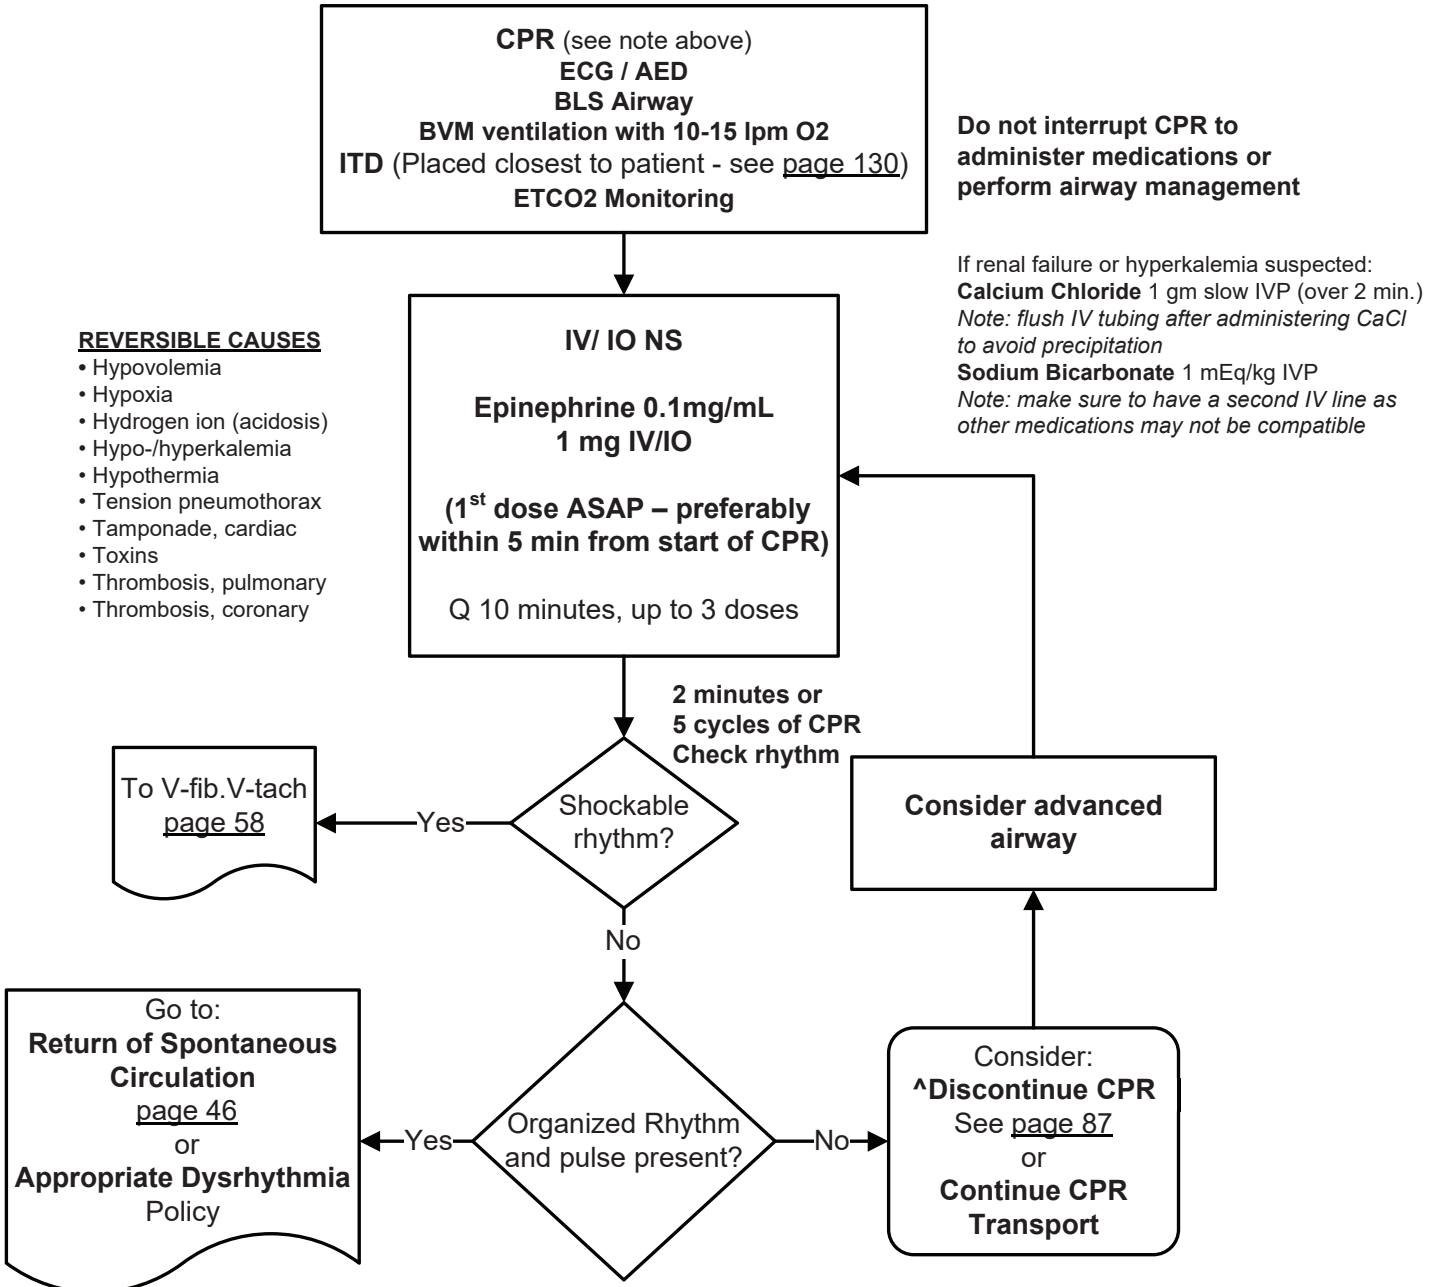 CPR (see note above)
ECG / AED
BLS Airway
BVM ventilation with 10-15 lpm O2
ITD (Placed closest to patient - see page 130)
ETCO2 Monitoring
Do not interrupt CPR to
administer medications or
perform airway management
If renal failure or hyperkalemia suspected:
Calcium Chloride 1 gm slow IVP (over 2 min.)
Note: flush IV tubing after administering CaCl
to avoid precipitation
Sodium Bicarbonate 1 mEq/kg IVP
Note: make sure to have a second IV line as
other medications may not be compatible
REVERSIBLE CAUSES
• Hypovolemia
• Hypoxia
• Hydrogen ion (acidosis)
• Hypo-/hyperkalemia
• Hypothermia
• Tension pneumothorax
• Tamponade, cardiac
• Toxins
• Thrombosis, pulmonary
• Thrombosis, coronary
IV/ IO NS
Epinephrine 0.1mg/mL
1 mg IV/IO
(1st dose ASAP – preferably
within 5 min from start of CPR)
Q 10 minutes, up to 3 doses
2 minutes or
5 cycles of CPR
Check rhythm
To V-fib.V-tach
page 58
Yes
Shockable
rhythm?
Consider advanced
airway
No
Go to:
Return of Spontaneous
Circulation
page 46
or
Appropriate Dysrhythmia
Policy
Yes
Organized Rhythm
and pulse present?
No
Consider:
^Discontinue CPR
See page 87
or
Continue CPR
Transport